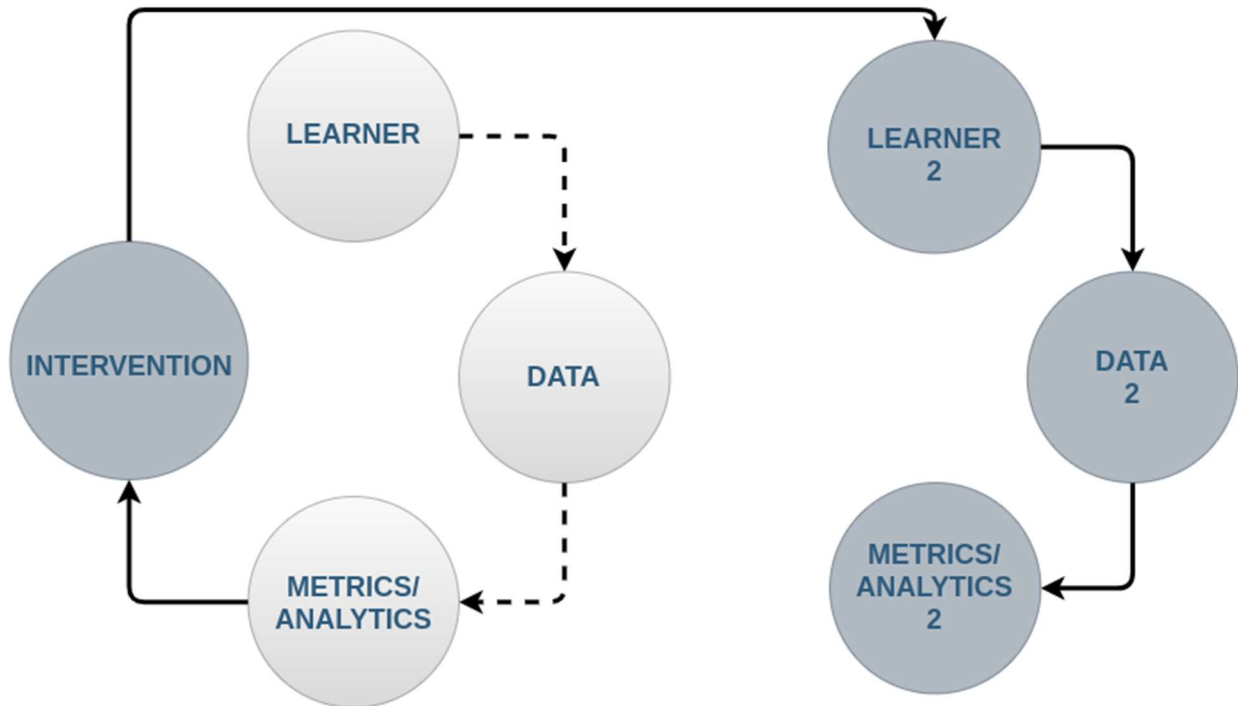 LEARNER
DATA
METRICS/
ANALYTICS
INTERVENTION
LEARNER
2
DATA
2
METRICS/
ANALYTICS
2